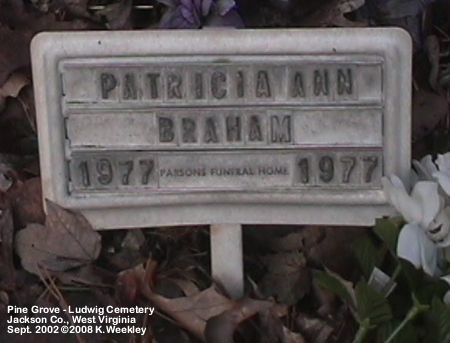 PATRICIA ANN
BRAHAM
1977 PARSONS FUNERAL HOME 1977
Pine Grove - Ludwig Cemetery
Jackson Co., West Virginia
Sept. 2002 ©2008 K.Weekley